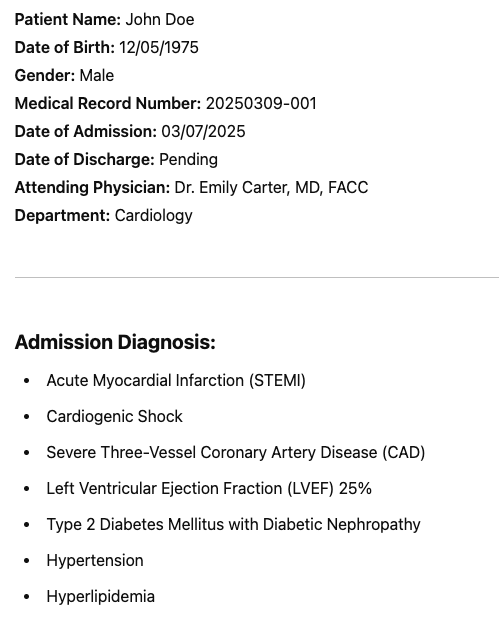 Patient Name: John Doe
Date of Birth: 12/05/1975
Gender: Male
Medical Record Number: 20250309-001
Date of Admission: 03/07/2025
Date of Discharge: Pending
Attending Physician: Dr. Emily Carter, MD, FACC
Department: Cardiology
Admission Diagnosis:
• Acute Myocardial Infarction (STEMI)
• Cardiogenic Shock
• Severe Three-Vessel Coronary Artery Disease (CAD)
• Left Ventricular Ejection Fraction (LVEF) 25%
• Type 2 Diabetes Mellitus with Diabetic Nephropathy
• Hypertension
• Hyperlipidemia